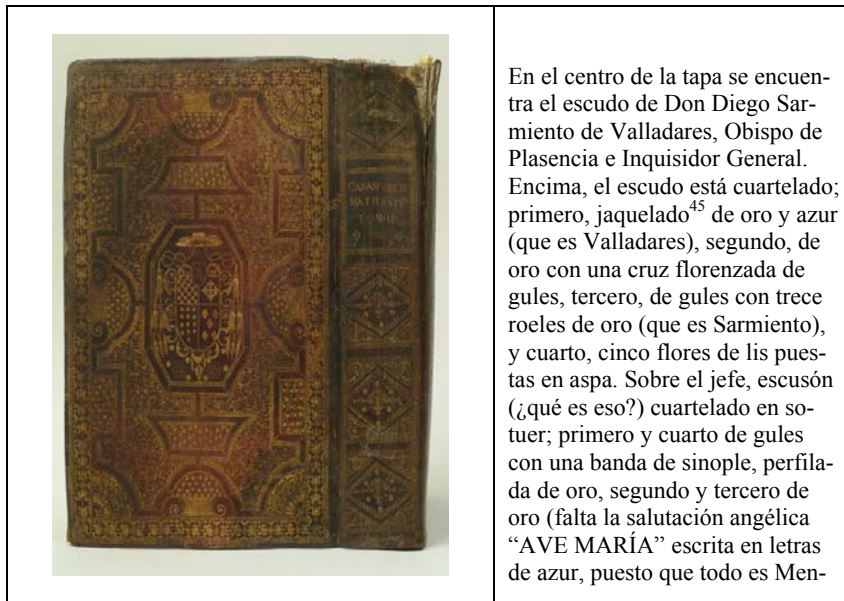 En el centro de la tapa se encuen-
tra el escudo de Don Diego Sar-
miento de Valladares, Obispo de
Plasencia e Inquisidor General.
Encima, el escudo está cuartelado;
primero, jaquelado45 de oro y azur
(que es Valladares), segundo, de
oro con una cruz florenzada de
gules, tercero, de gules con trece
roeles de oro (que es Sarmiento),
y cuarto, cinco flores de lis pues-
tas en aspa. Sobre el jefe, escusón
(¿qué es eso?) cuartelado en so-
tuer; primero y cuarto de gules
con una banda de sinople, perfila-
da de oro, segundo y tercero de
oro (falta la salutación angélica
“AVE MARÍA” escrita en letras
de azur, puesto que todo es Men-